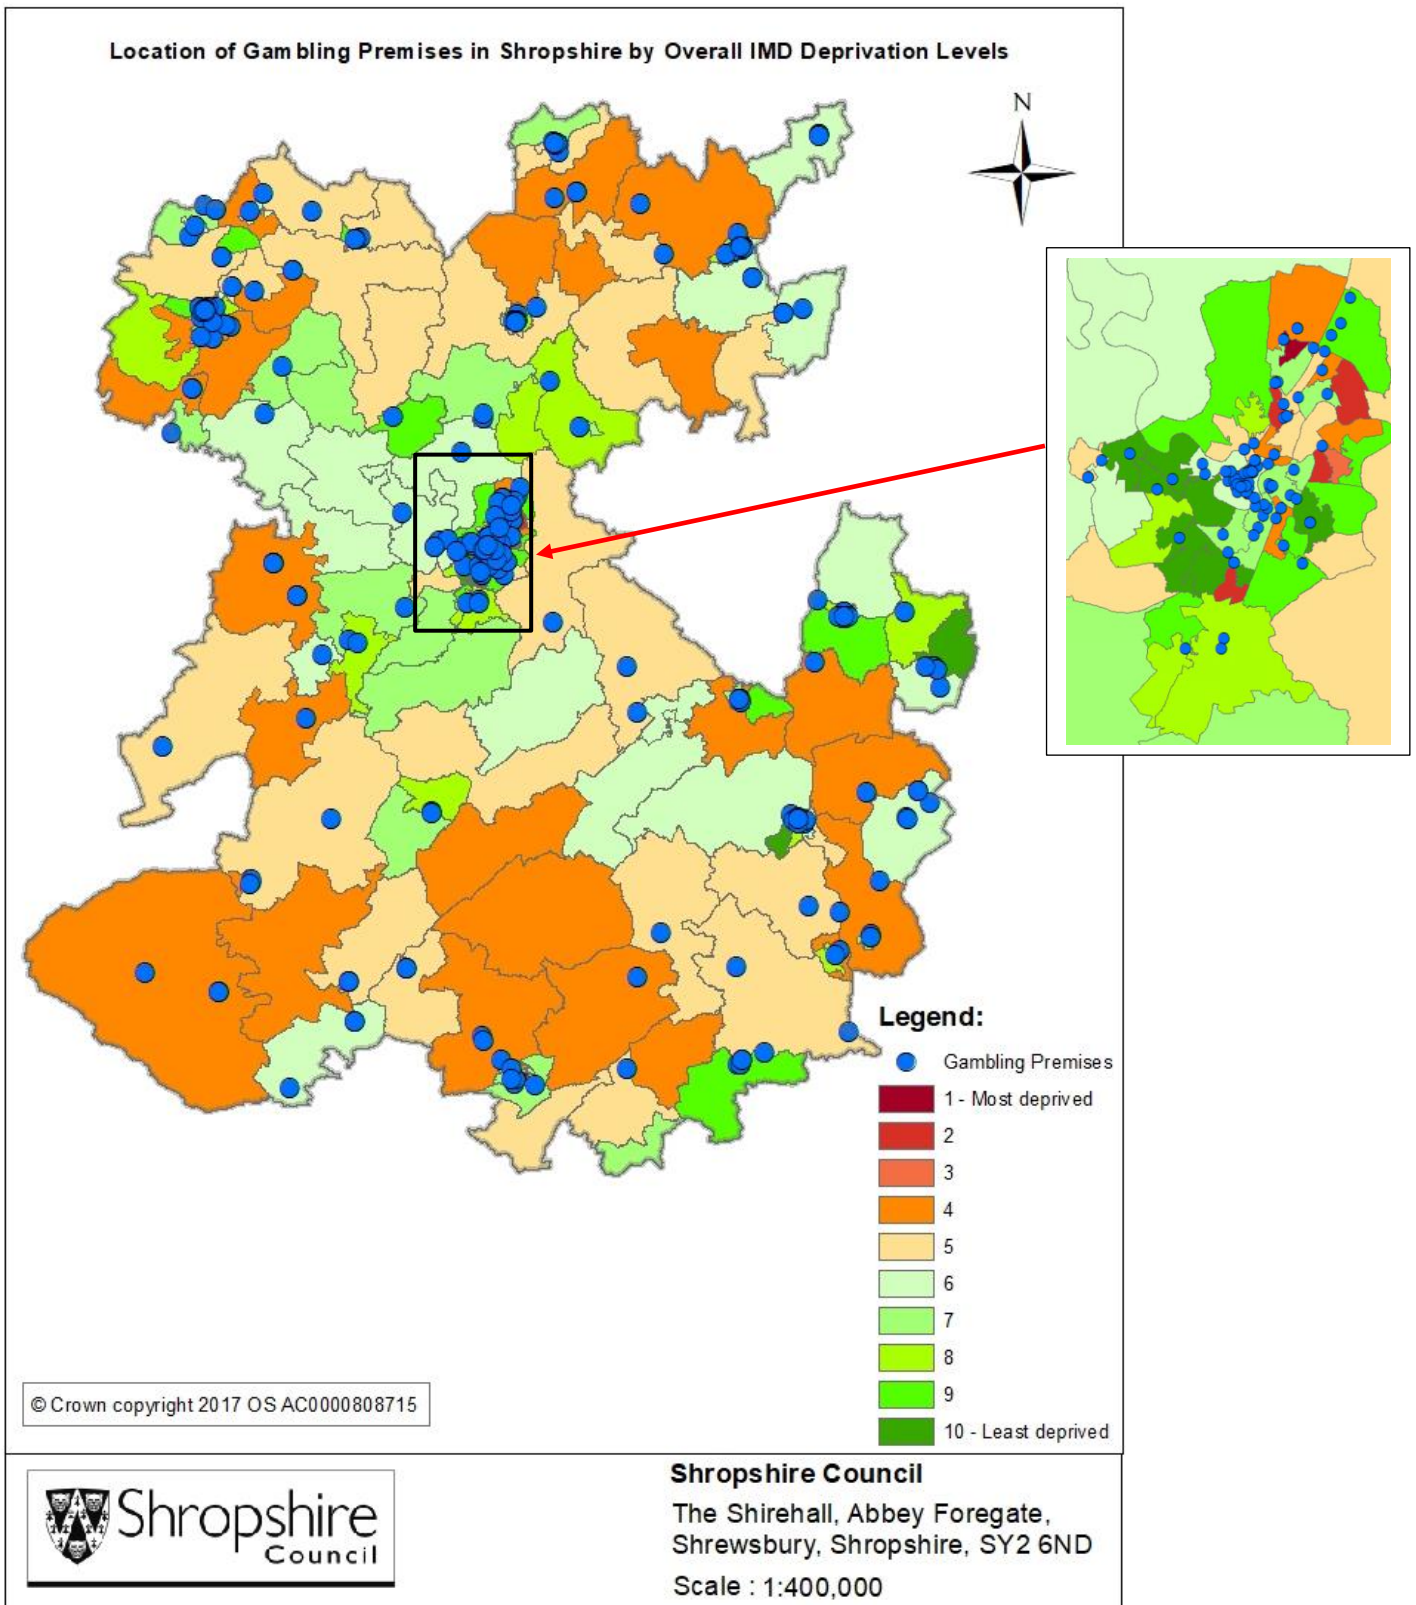 Location of Gambling Premises in Shropshire by Overall IMD Deprivation Levels
N
Legend:
Gambling Premises
1 - Most deprived
2
3
4
5
6
7
8
9
10 - Least deprived
© Crown copyright 2017 OS AC0000808715
Shropshire
Council
Shropshire Council
The Shirehall, Abbey Foregate,
Shrewsbury, Shropshire, SY2 6ND
Scale : 1:400,000